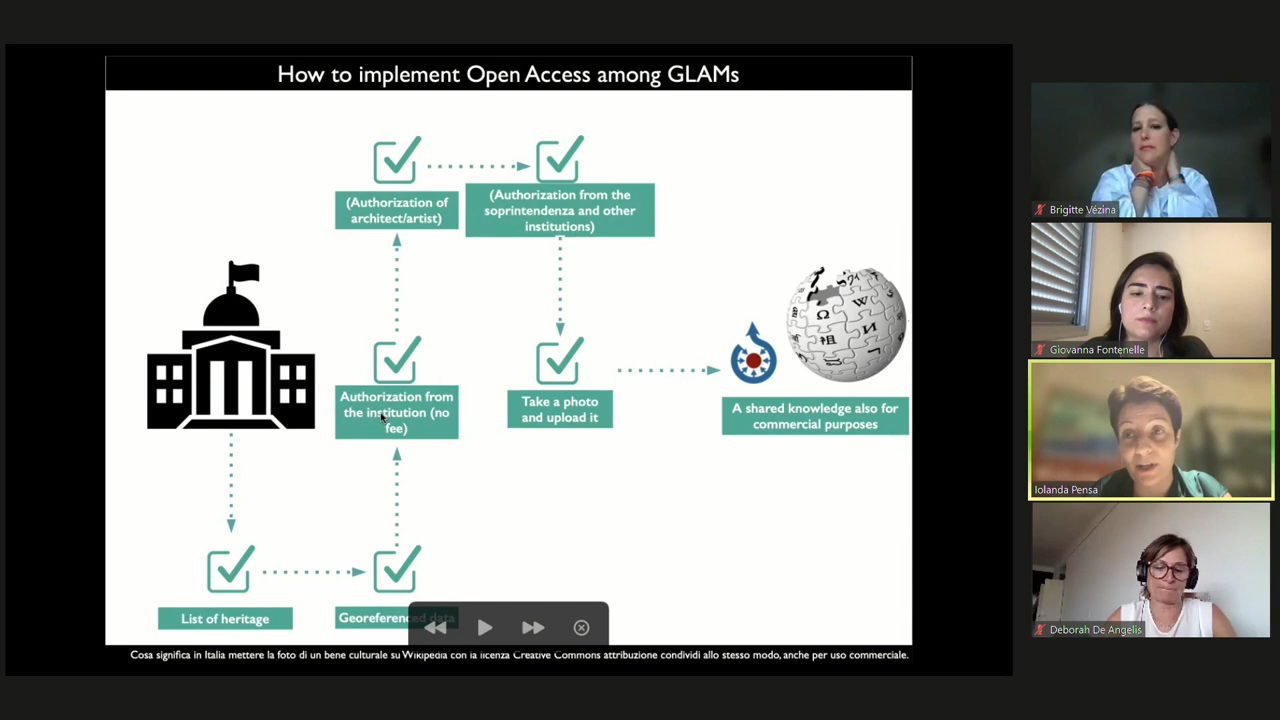 How to implement Open Access among GLAMs
(Authorization of
architect/artist)
(Authorization from the
soprintendenza and other
institutions)
Authorization from
the institution (no
fee)
Take a photo
and upload it
A shared knowledge also for
commercial purposes
List of heritage
Georeferenced data
Cosa significa in Italia mettere la foto di un bene culturale su Wikipedia con la licenza Creative Commons attribuzione condividi allo stesso modo, anche per uso commerciale.
Brigitte Vézina
Giovanna Fontenelle
Iolanda Pensa
Deborah De Angelis
W
Ω
И
祖